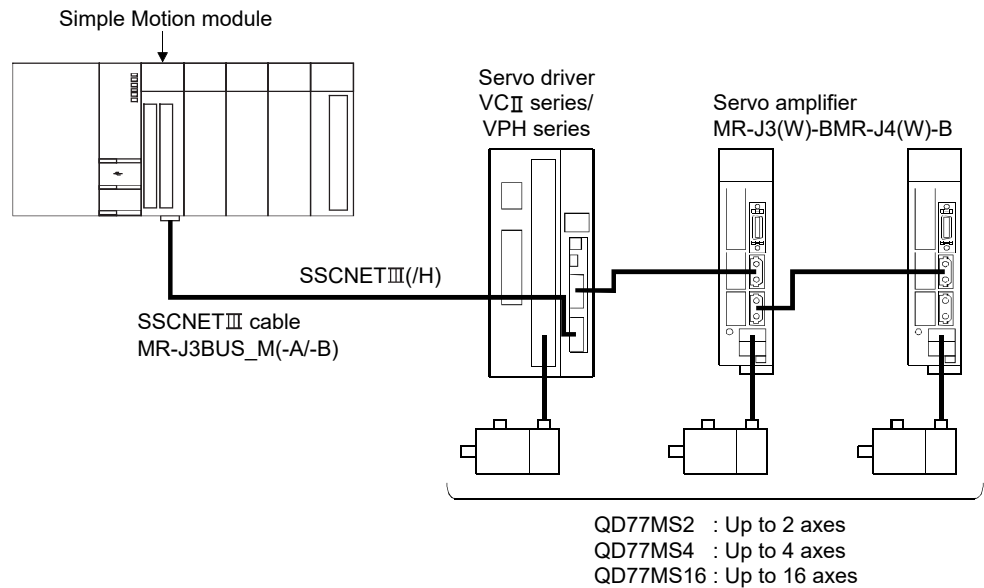 Simple Motion module
Servo driver
VCⅡ series/
VPH series
Servo amplifier
MR-J3(W)-BMR-J4(W)-B
SSCNETⅢ(/H)
SSCNETⅢ cable
MR-J3BUS_M(-A/-B)
QD77MS2 : Up to 2 axes
QD77MS4 : Up to 4 axes
QD77MS16 : Up to 16 axes